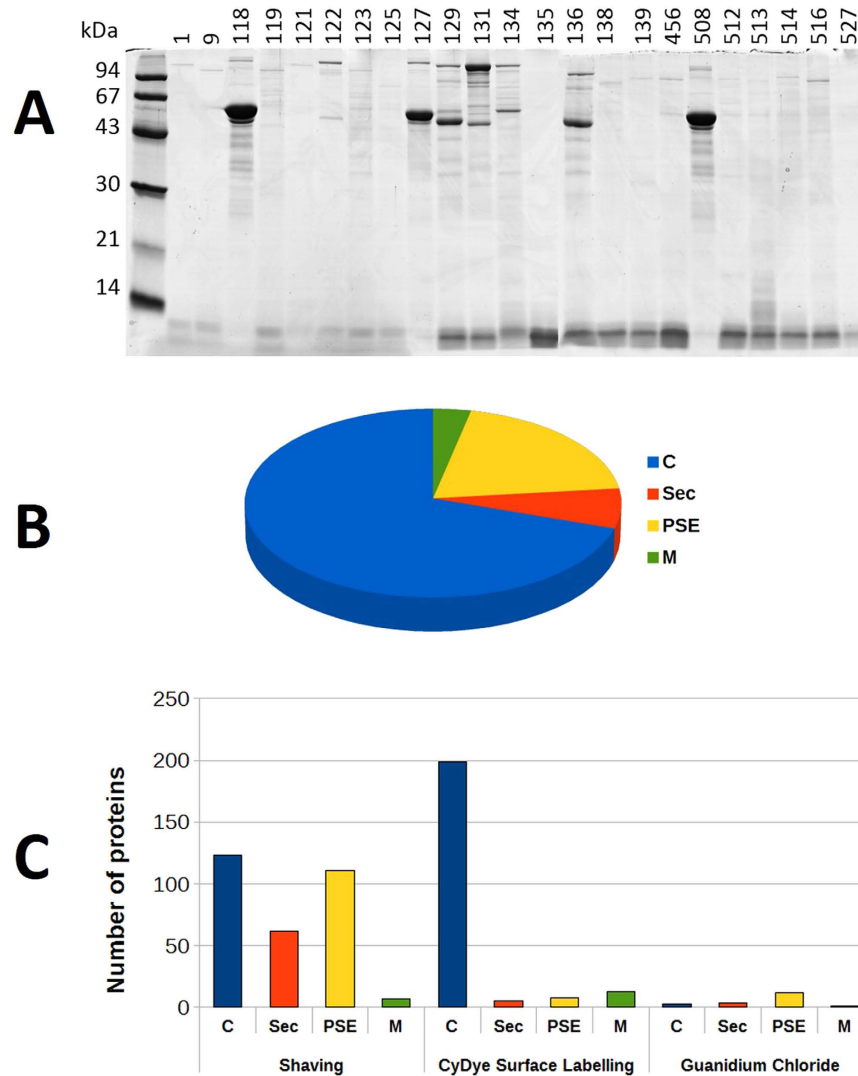 kDa 1 9 118 119 121 122 123 125 127 129 131 134 135 136 138 139 456 508 512 513 514 516 527
94
67
A
43
30
21
14
B
C
Sec
PSE
M
C
Number of proteins
250
200
150
100
50
0
C Sec PSE M C Sec PSE M C Sec PSE M
Shaving CyDye Surface Labelling Guanidium Chloride